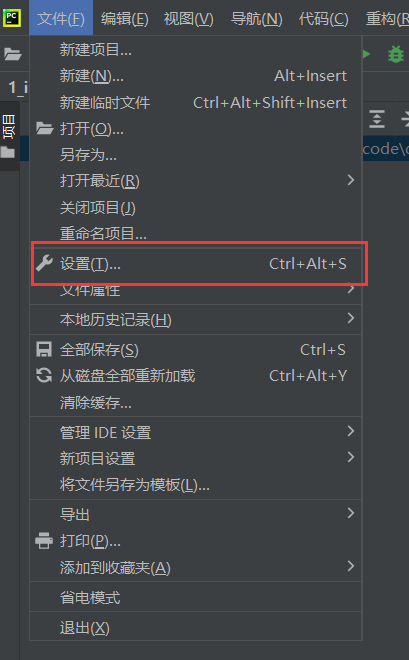 PC 文件(F) 编辑(E) 视图(V) 导航(N) 代码(C) 重构(R
新建项目...
1_i 新建(N)... Alt+Insert
新建临时文件 Ctrl+Alt+Shift+Insert
项目
打开(O)...
code\
另存为...
打开最近(R)
关闭项目(J)
重命名项目...
设置(T)... Ctrl+Alt+S
文件属性
本地历史记录(H)
全部保存(S) Ctrl+S
从磁盘全部重新加载 Ctrl+Alt+Y
清除缓存...
管理 IDE 设置
新项目设置
将文件另存为模板(L)...
导出
打印(P)...
添加到收藏夹(A)
省电模式
退出(X)